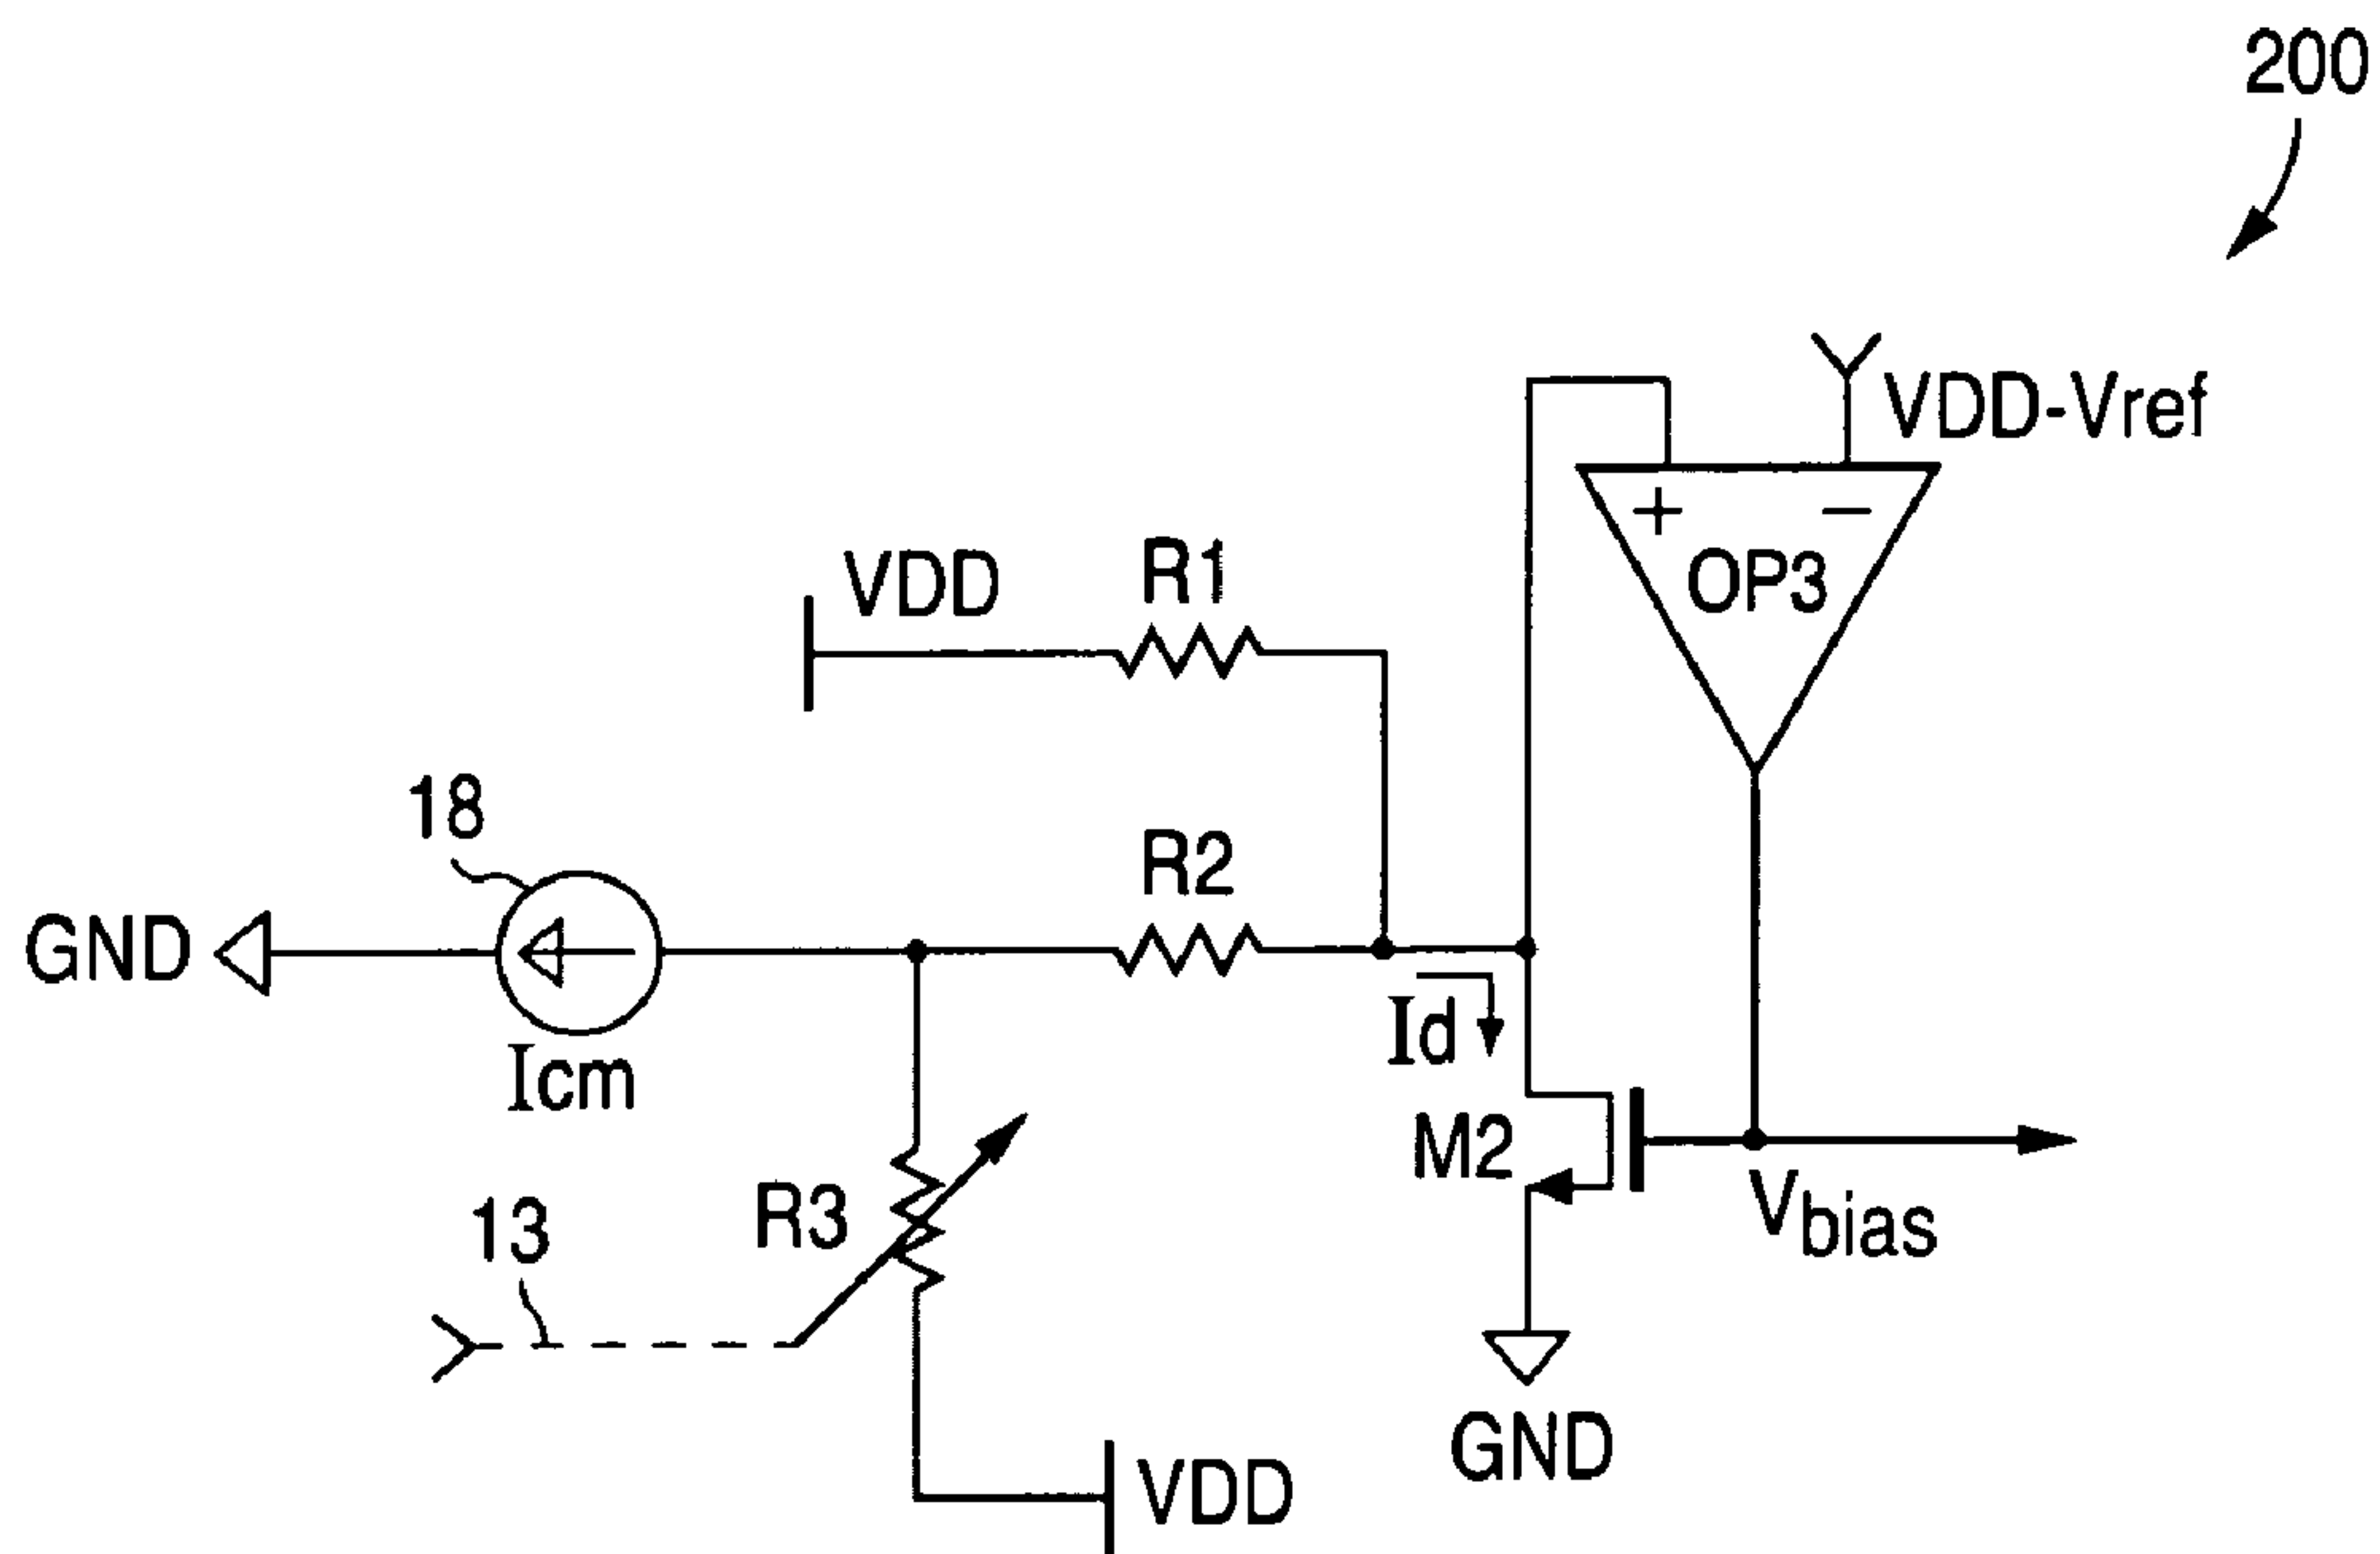 200
VDD-Vref
+ −
OP3
VDD
R1
18
R2
GND
Icm
Id
M2
Vbias
13
R3
GND
VDD